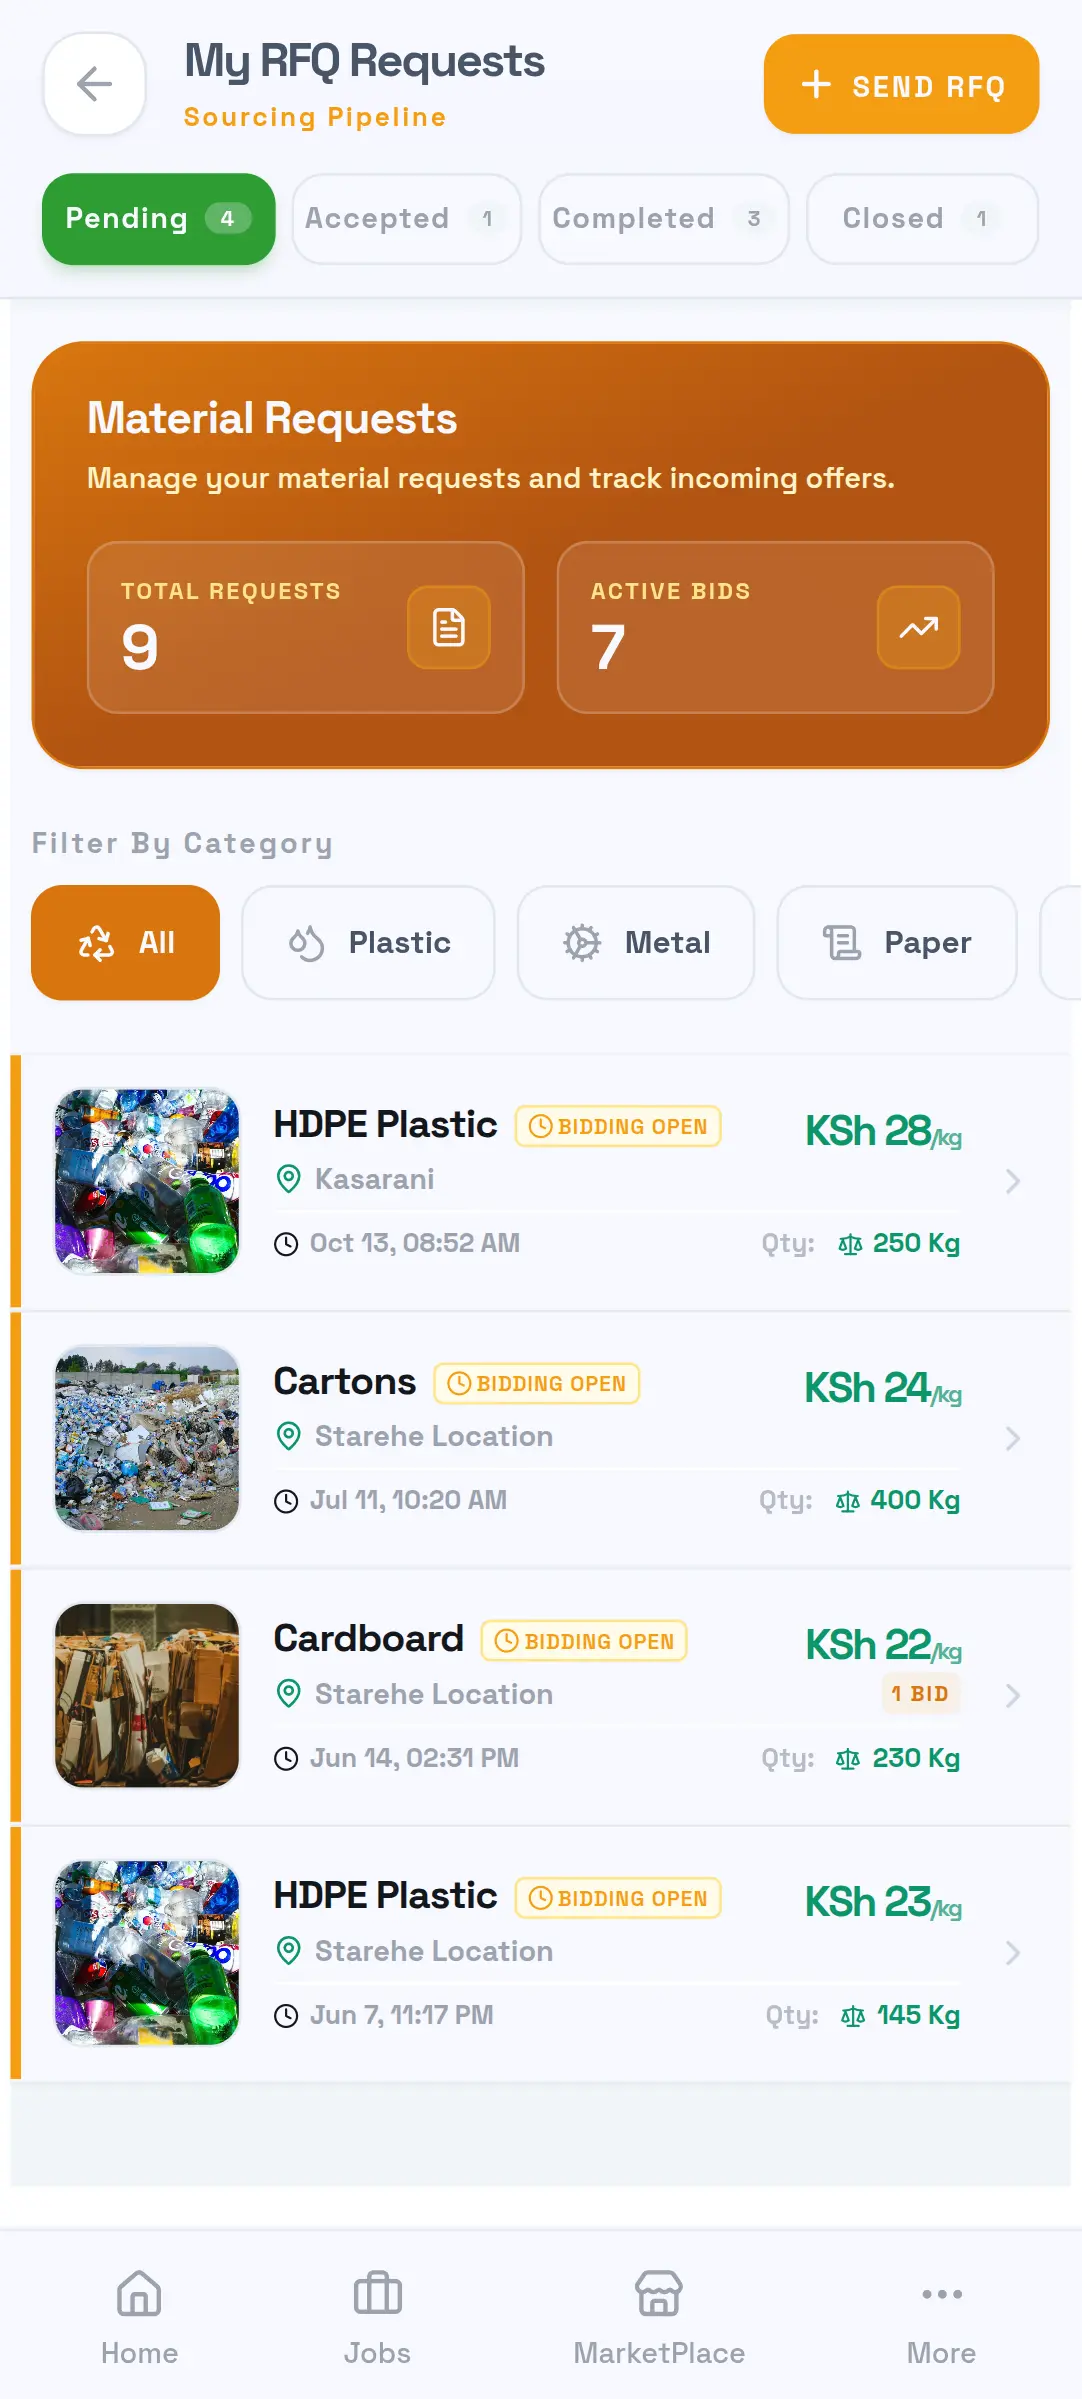 My RFQ Requests
Sourcing Pipeline
SEND RFQ
Pending 4
Accepted 1
Completed 3
Closed 1
Material Requests
Manage your material requests and track incoming offers.
TOTAL REQUESTS
9
ACTIVE BIDS
7
Filter By Category
All
Plastic
Metal
Paper
HDPE Plastic
BIDDING OPEN
KSh 28/kg
Kasarani
Oct 13, 08:52 AM
Qty: 250 Kg
Cartons
BIDDING OPEN
KSh 24/kg
Starehe Location
Jul 11, 10:20 AM
Qty: 400 Kg
Cardboard
BIDDING OPEN
KSh 22/kg
Starehe Location
1 BID
Jun 14, 02:31 PM
Qty: 230 Kg
HDPE Plastic
BIDDING OPEN
KSh 23/kg
Starehe Location
Jun 7, 11:17 PM
Qty: 145 Kg
Home
Jobs
MarketPlace
More